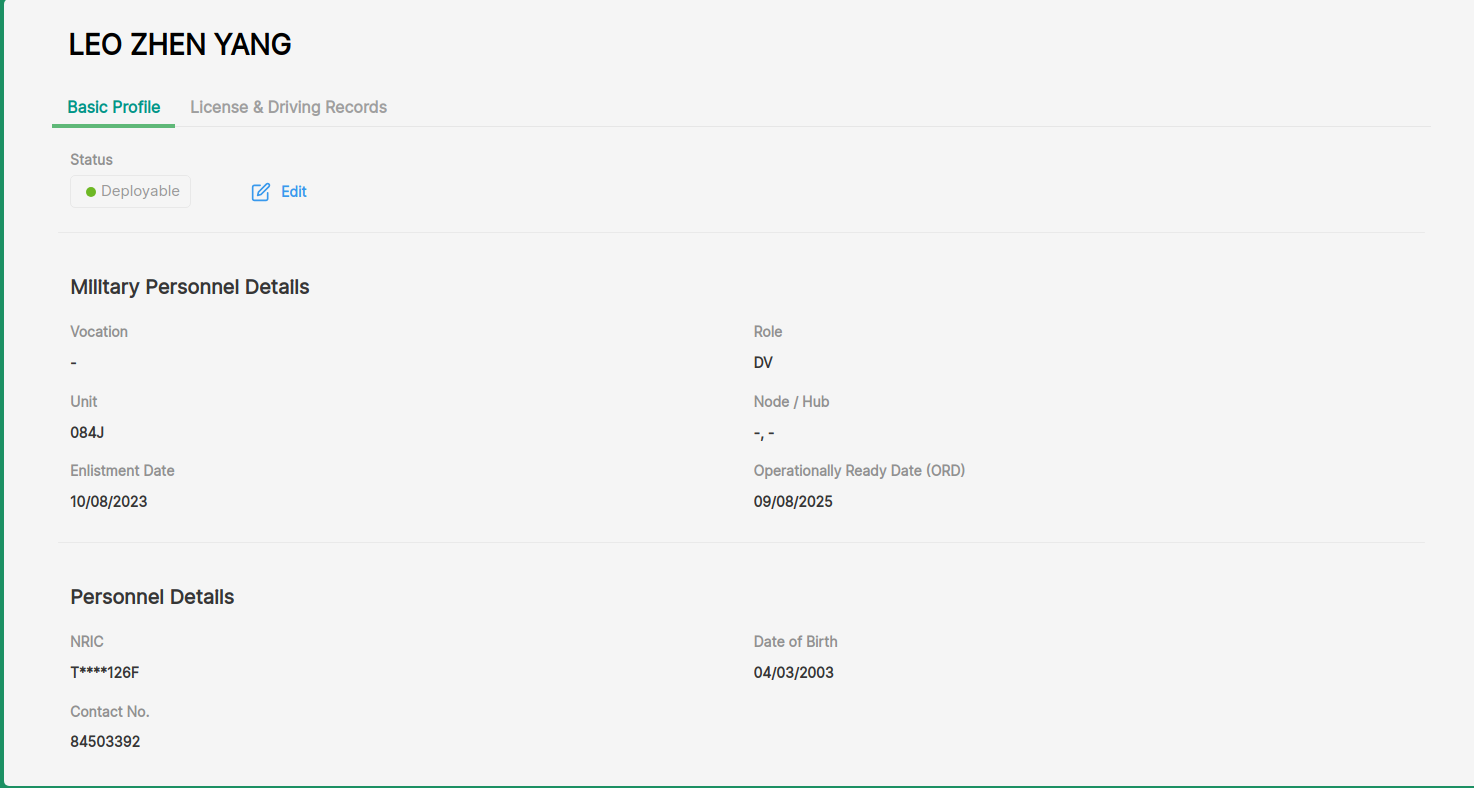 LEO ZHEN YANG
Basic Profile License & Driving Records
Status
Deployable Edit
Military Personnel Details
Vocation Role
- DV
Unit Node / Hub
084J -, -
Enlistment Date Operationally Ready Date (ORD)
10/08/2023 09/08/2025
Personnel Details
NRIC Date of Birth
T****126F 04/03/2003
Contact No.
84503392